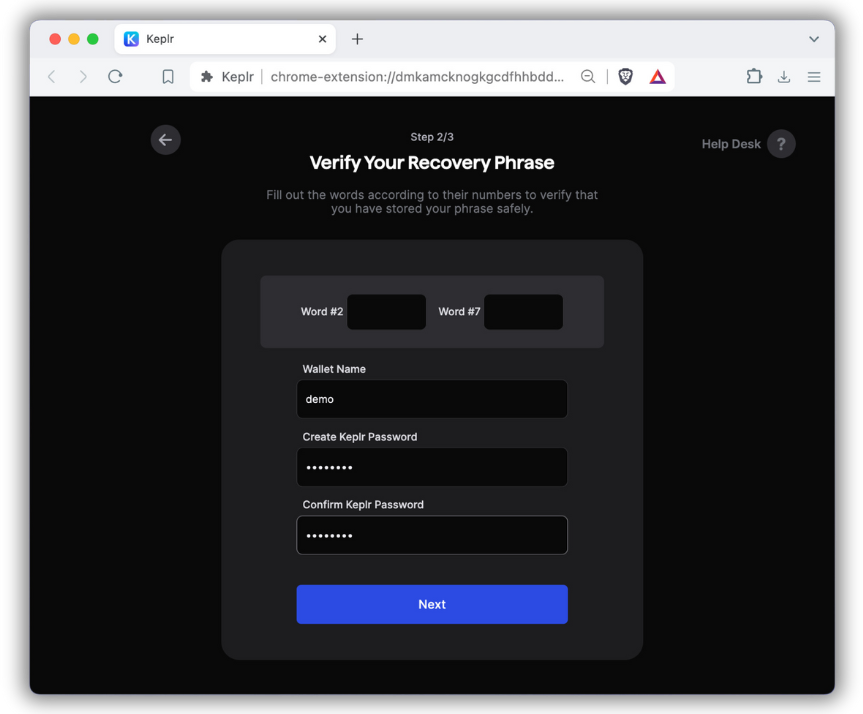 Keplr
Keplr | chrome-extension://dmkamcknogkgcdfhhbdd...
Step 2/3
Help Desk ?
Verify Your Recovery Phrase
Fill out the words according to their numbers to verify that
you have stored your phrase safely.
Word #2
Word #7
Wallet Name
demo
Create Keplr Password
••••••••
Confirm Keplr Password
••••••••
Next